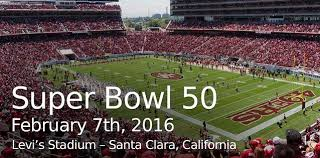 Super Bowl 50
February 7th, 2016
Levi's Stadium – Santa Clara, California